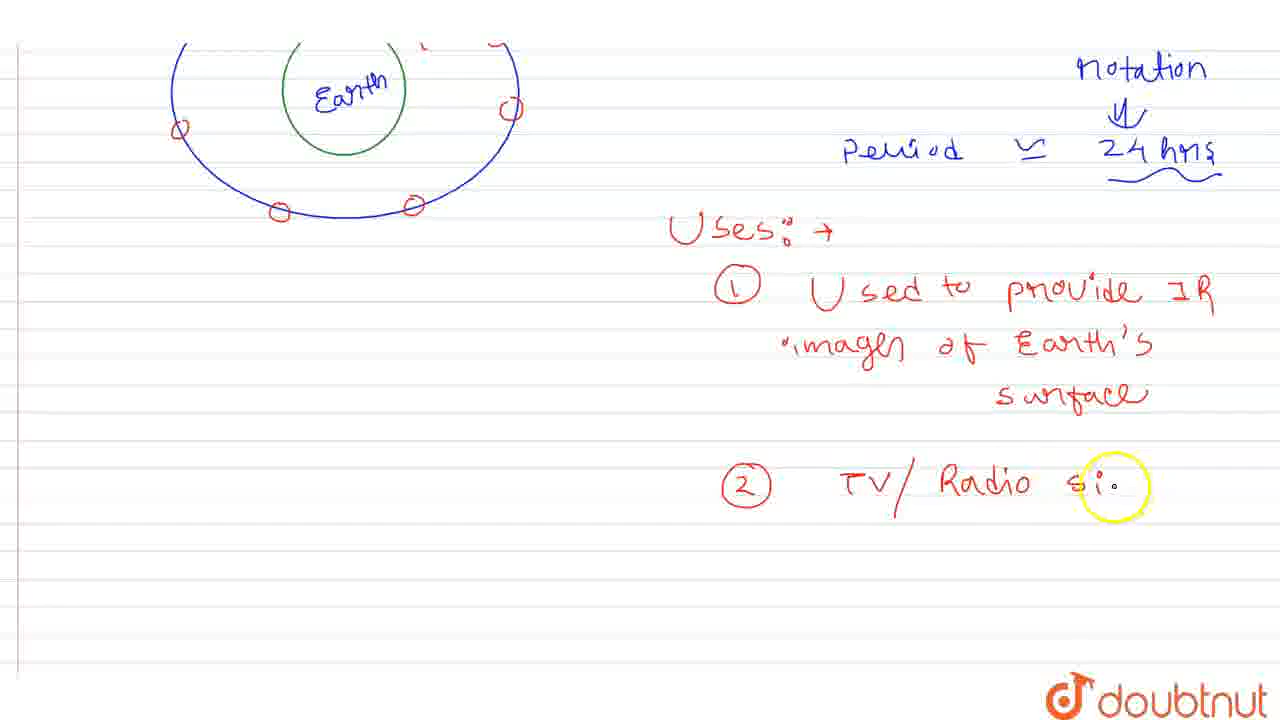 Earth
rotation
Period ≃ 24 hrs
Uses: →
① Used to provide IR
images of Earth's
surface
② TV/ Radio si
doubtnut